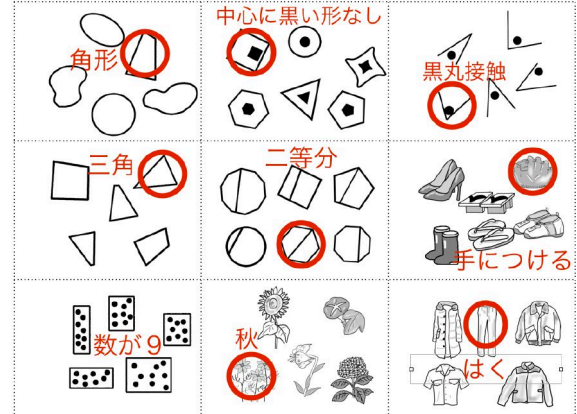 角形
中心に黒い形なし
黒丸接触
三角
二等分
手につける
数が９
秋
はく